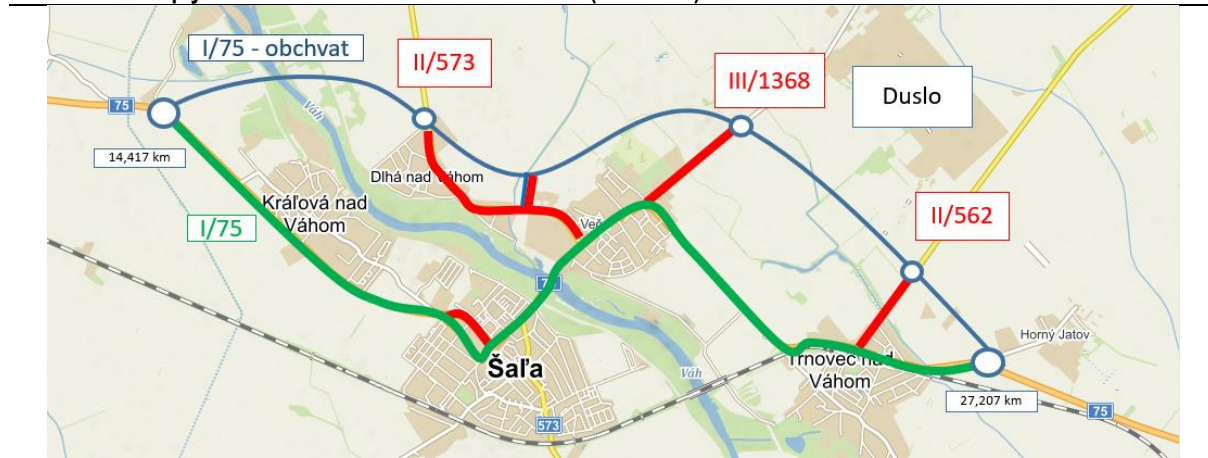 I/75 - obchvat
II/573
III/1368
Duslo
75
Váh
14,417 km
Dlhá nad Váhom
Kráľová nad
Váhom
I/75
II/562
Horný Jatov
Šaľa
Váh
Trnovec nad
Váhom
27,207 km
573
75